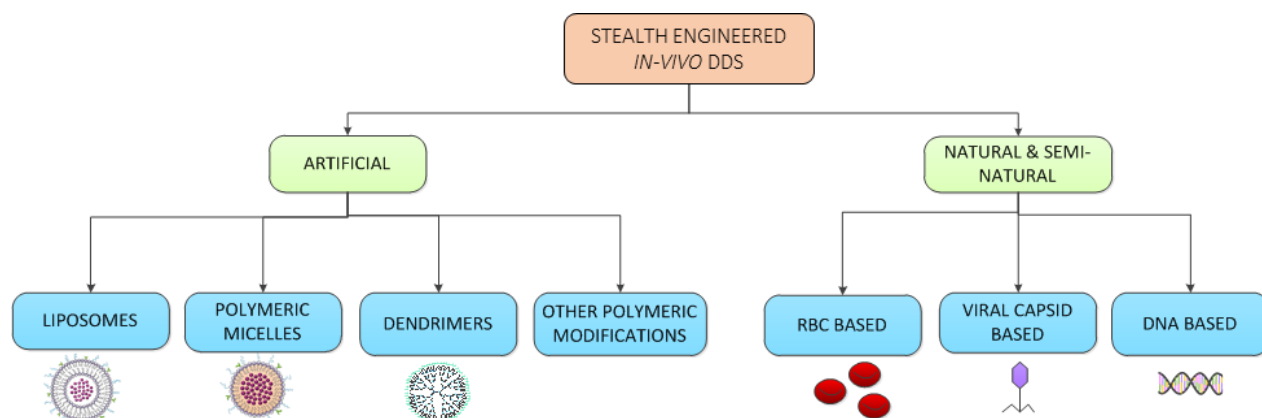 STEALTH ENGINEERED
IN-VIVO DDS
ARTIFICIAL
NATURAL & SEMI-
NATURAL
LIPOSOMES
POLYMERIC
MICELLES
DENDRIMERS
OTHER POLYMERIC
MODIFICATIONS
RBC BASED
VIRAL CAPSID
BASED
DNA BASED